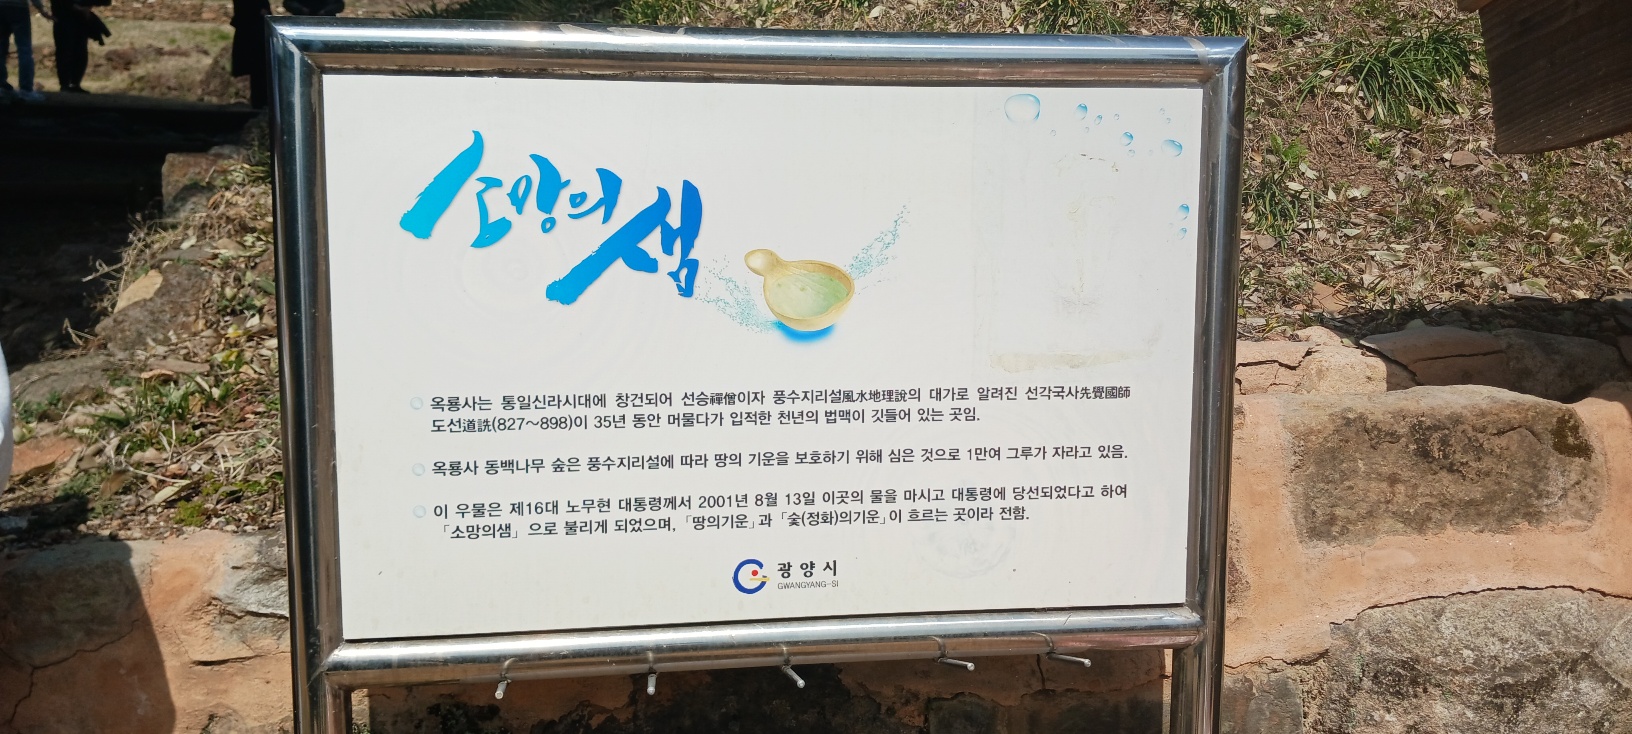 소망의샘
옥룡사는 통일신라시대에 창건되어 선승禪僧이자 풍수지리설風水地理說의 대가로 알려진 선각국사先覺國師
도선道詵(827～898)이 35년 동안 머물다가 입적한 천년의 법맥이 깃들어 있는 곳임.
옥룡사 동백나무 숲은 풍수지리설에 따라 땅의 기운을 보호하기 위해 심은 것으로 1만여 그루가 자라고 있음.
이 우물은 제16대 노무현 대통령께서 2001년 8월 13일 이곳의 물을 마시고 대통령에 당선되었다고 하여
「소망의샘」으로 불리게 되었으며, 「땅의기운」과 「숯(정화)의기운」이 흐르는 곳이라 전함.
광양시
GWANGYANG-SI